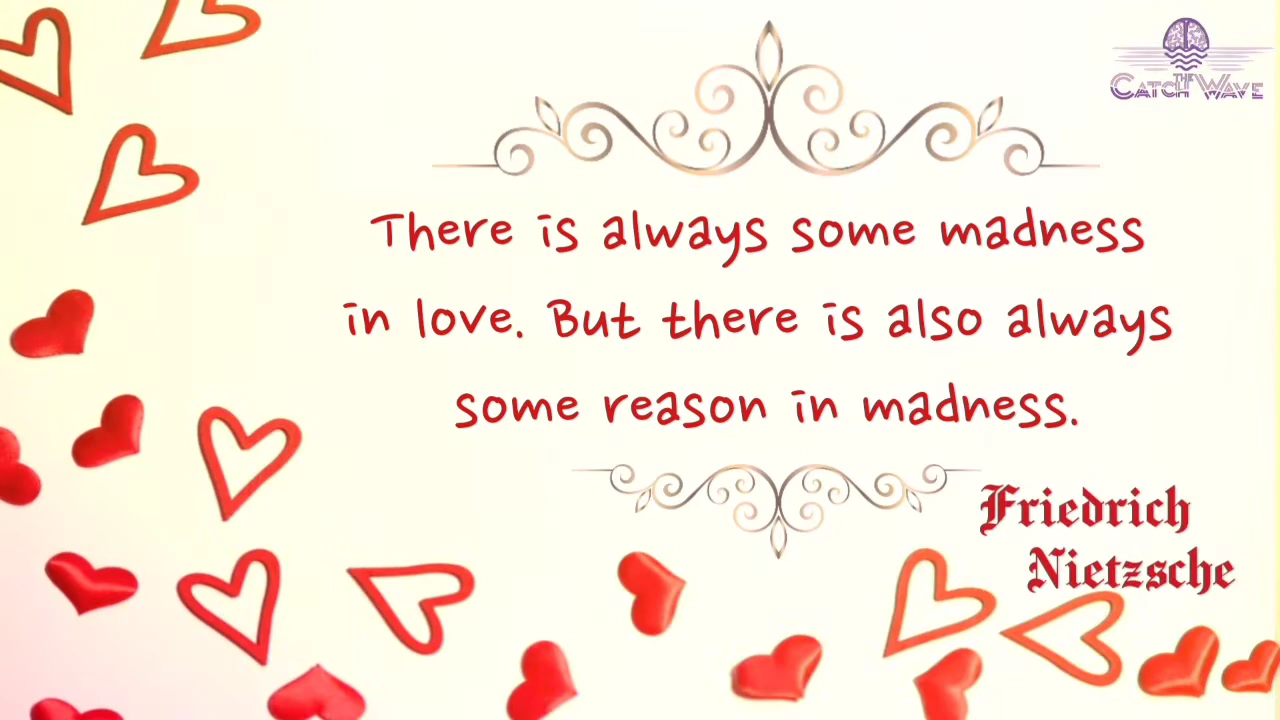 CATCH THE WAVE
There is always some madness
in love. But there is also always
some reason in madness.
Friedrich
Nietzsche